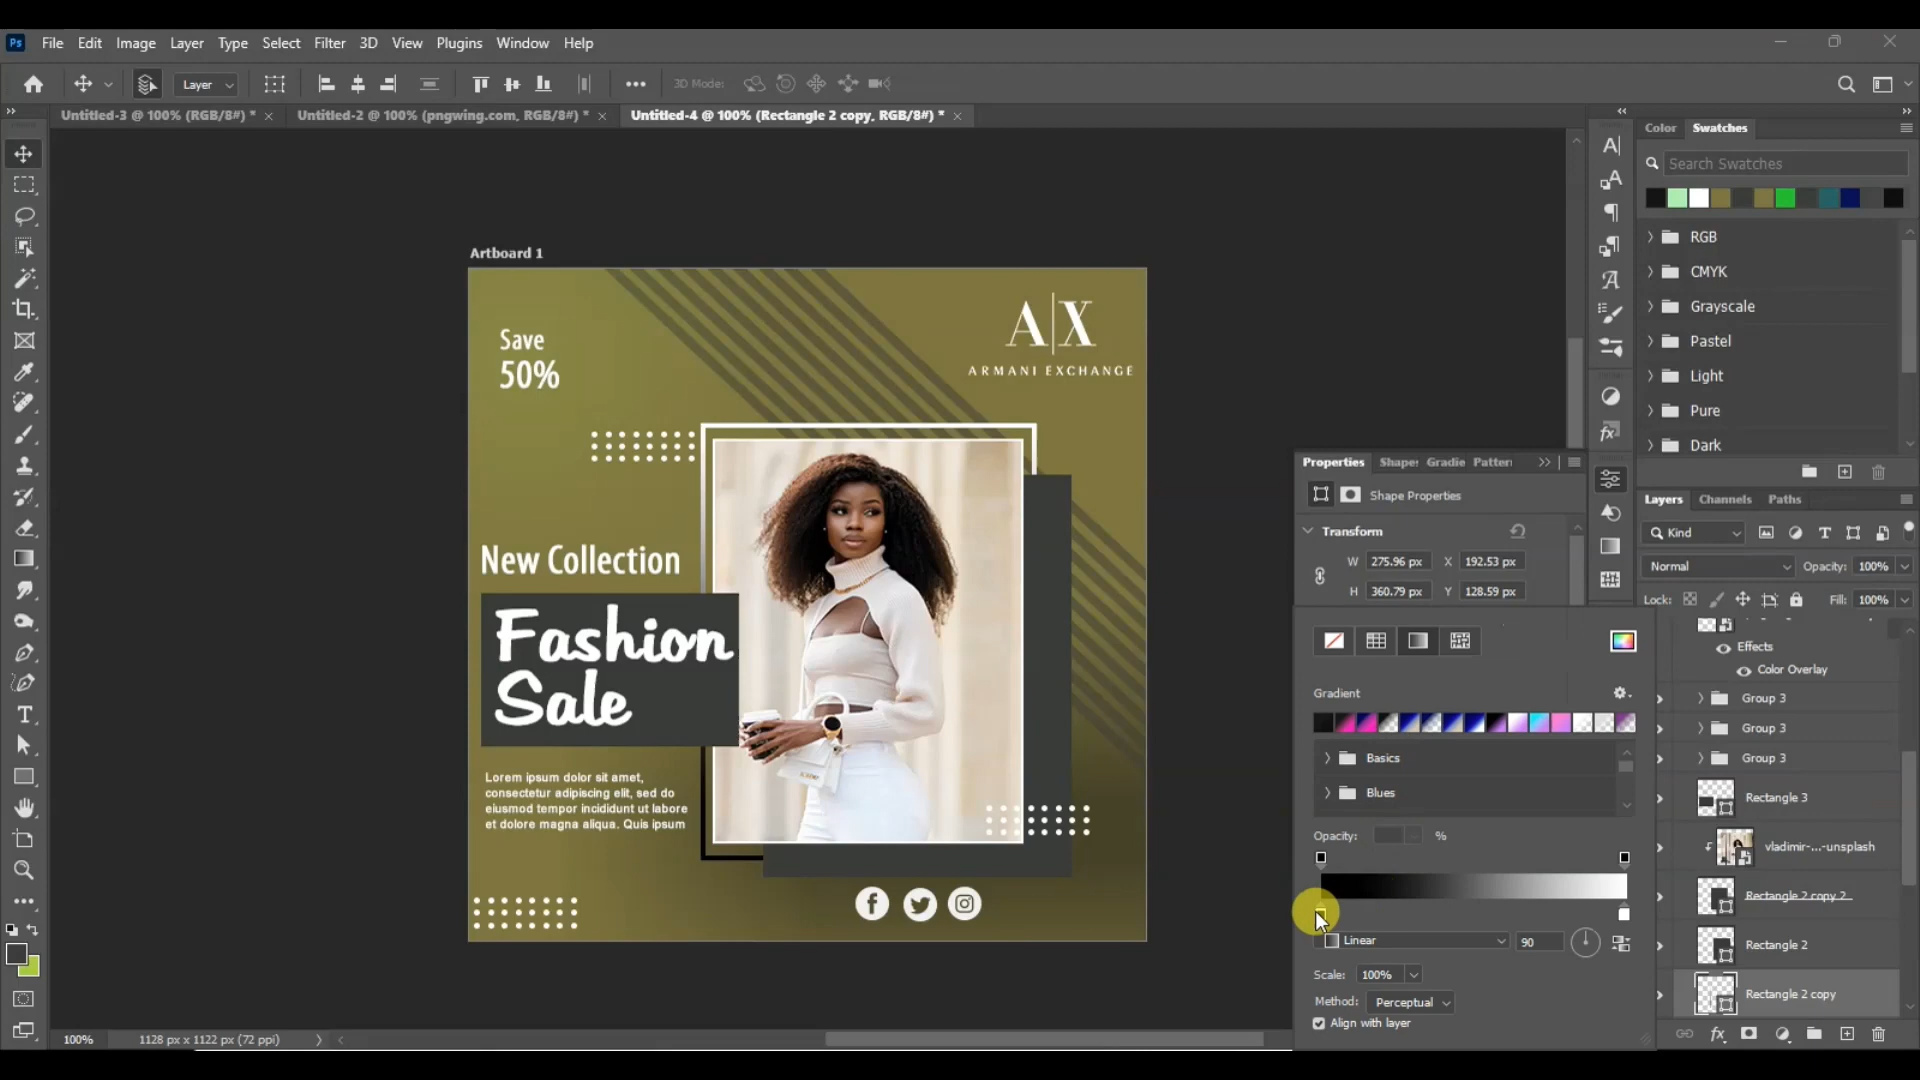 Ps File Edit Image Layer Type Select Filter 3D View Plugins Window Help
Layer 3D Mode:
Untitled-3 @ 100% (RGB/8#) * × Untitled-2 @ 100% (pngwing.com, RGB/8#) * × Untitled-4 @ 100% (Rectangle 2 copy, RGB/8#) * ×
Color Swatches
Search Swatches
RGB
CMYK
Grayscale
Pastel
Light
Pure
Dark
Artboard 1
Save
50%
A|X
ARMANI EXCHANGE
New Collection
Fashion
Sale
Lorem ipsum dolor sit amet,
consectetur adipiscing elit, sed do
eiusmod tempor incididunt ut labore
et dolore magna aliqua. Quis ipsum
Properties Shape: Gradie Patter
Shape Properties
Transform
W 275.96 px X 192.53 px
H 360.79 px Y 128.59 px
Gradient
Basics
Blues
Opacity: %
Linear 90
Scale: 100%
Method: Perceptual
Align with layer
Layers Channels Paths
Kind
Normal Opacity: 100%
Lock: Fill: 100%
Effects
Color Overlay
Group 3
Group 3
Group 3
Rectangle 3
vladimir-...-unsplash
Rectangle 2 copy 2
Rectangle 2
Rectangle 2 copy
100% 1128 px x 1122 px (72 ppi)